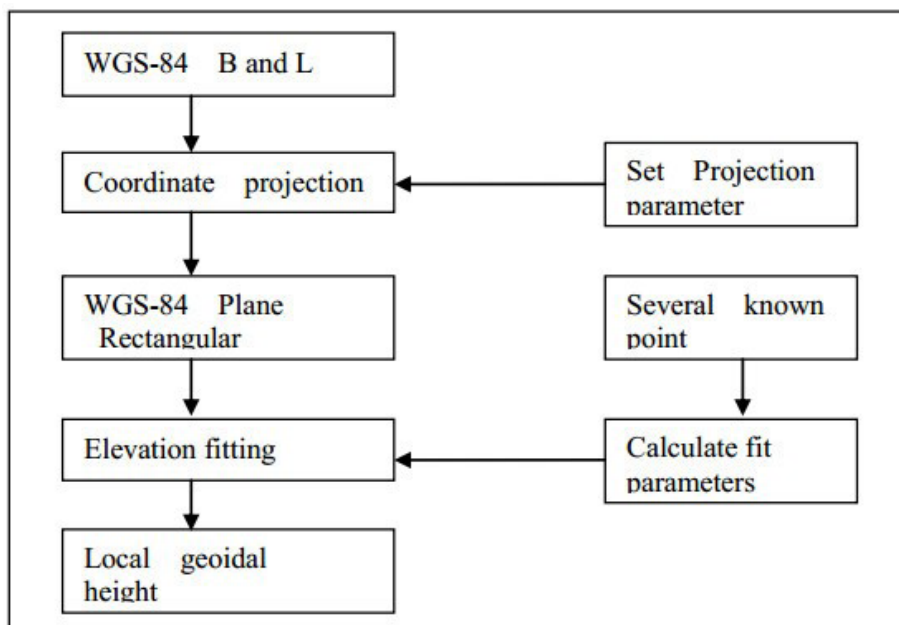 WGS-84 B and L
Coordinate projection
Set Projection
parameter
WGS-84 Plane
Rectangular
Several known
point
Elevation fitting
Calculate fit
parameters
Local geoidal
height